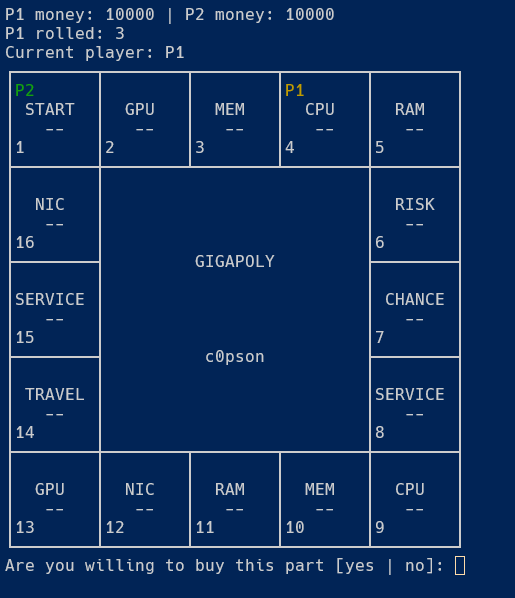 P1 money: 10000 | P2 money: 10000
P1 rolled: 3
Current player: P1
P2 P1
START GPU MEM CPU RAM
-- -- -- -- --
1 2 3 4 5
NIC RISK
-- --
16 6
GIGAPOLY
SERVICE CHANCE
-- --
15 7
c0pson
TRAVEL SERVICE
-- --
14 8
GPU NIC RAM MEM CPU
-- -- -- -- --
13 12 11 10 9
Are you willing to buy this part [yes | no]: